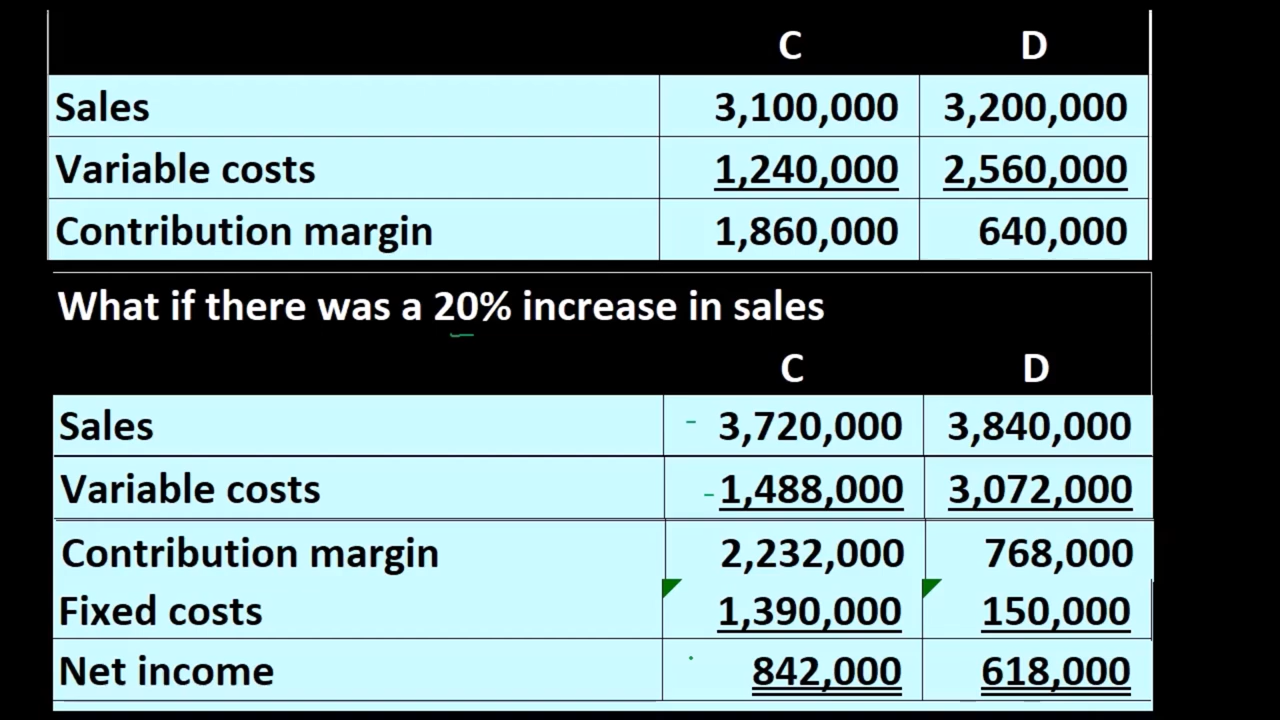 C D
Sales 3,100,000 3,200,000
Variable costs 1,240,000 2,560,000
Contribution margin 1,860,000 640,000
What if there was a 20% increase in sales
C D
Sales 3,720,000 3,840,000
Variable costs 1,488,000 3,072,000
Contribution margin 2,232,000 768,000
Fixed costs 1,390,000 150,000
Net income 842,000 618,000